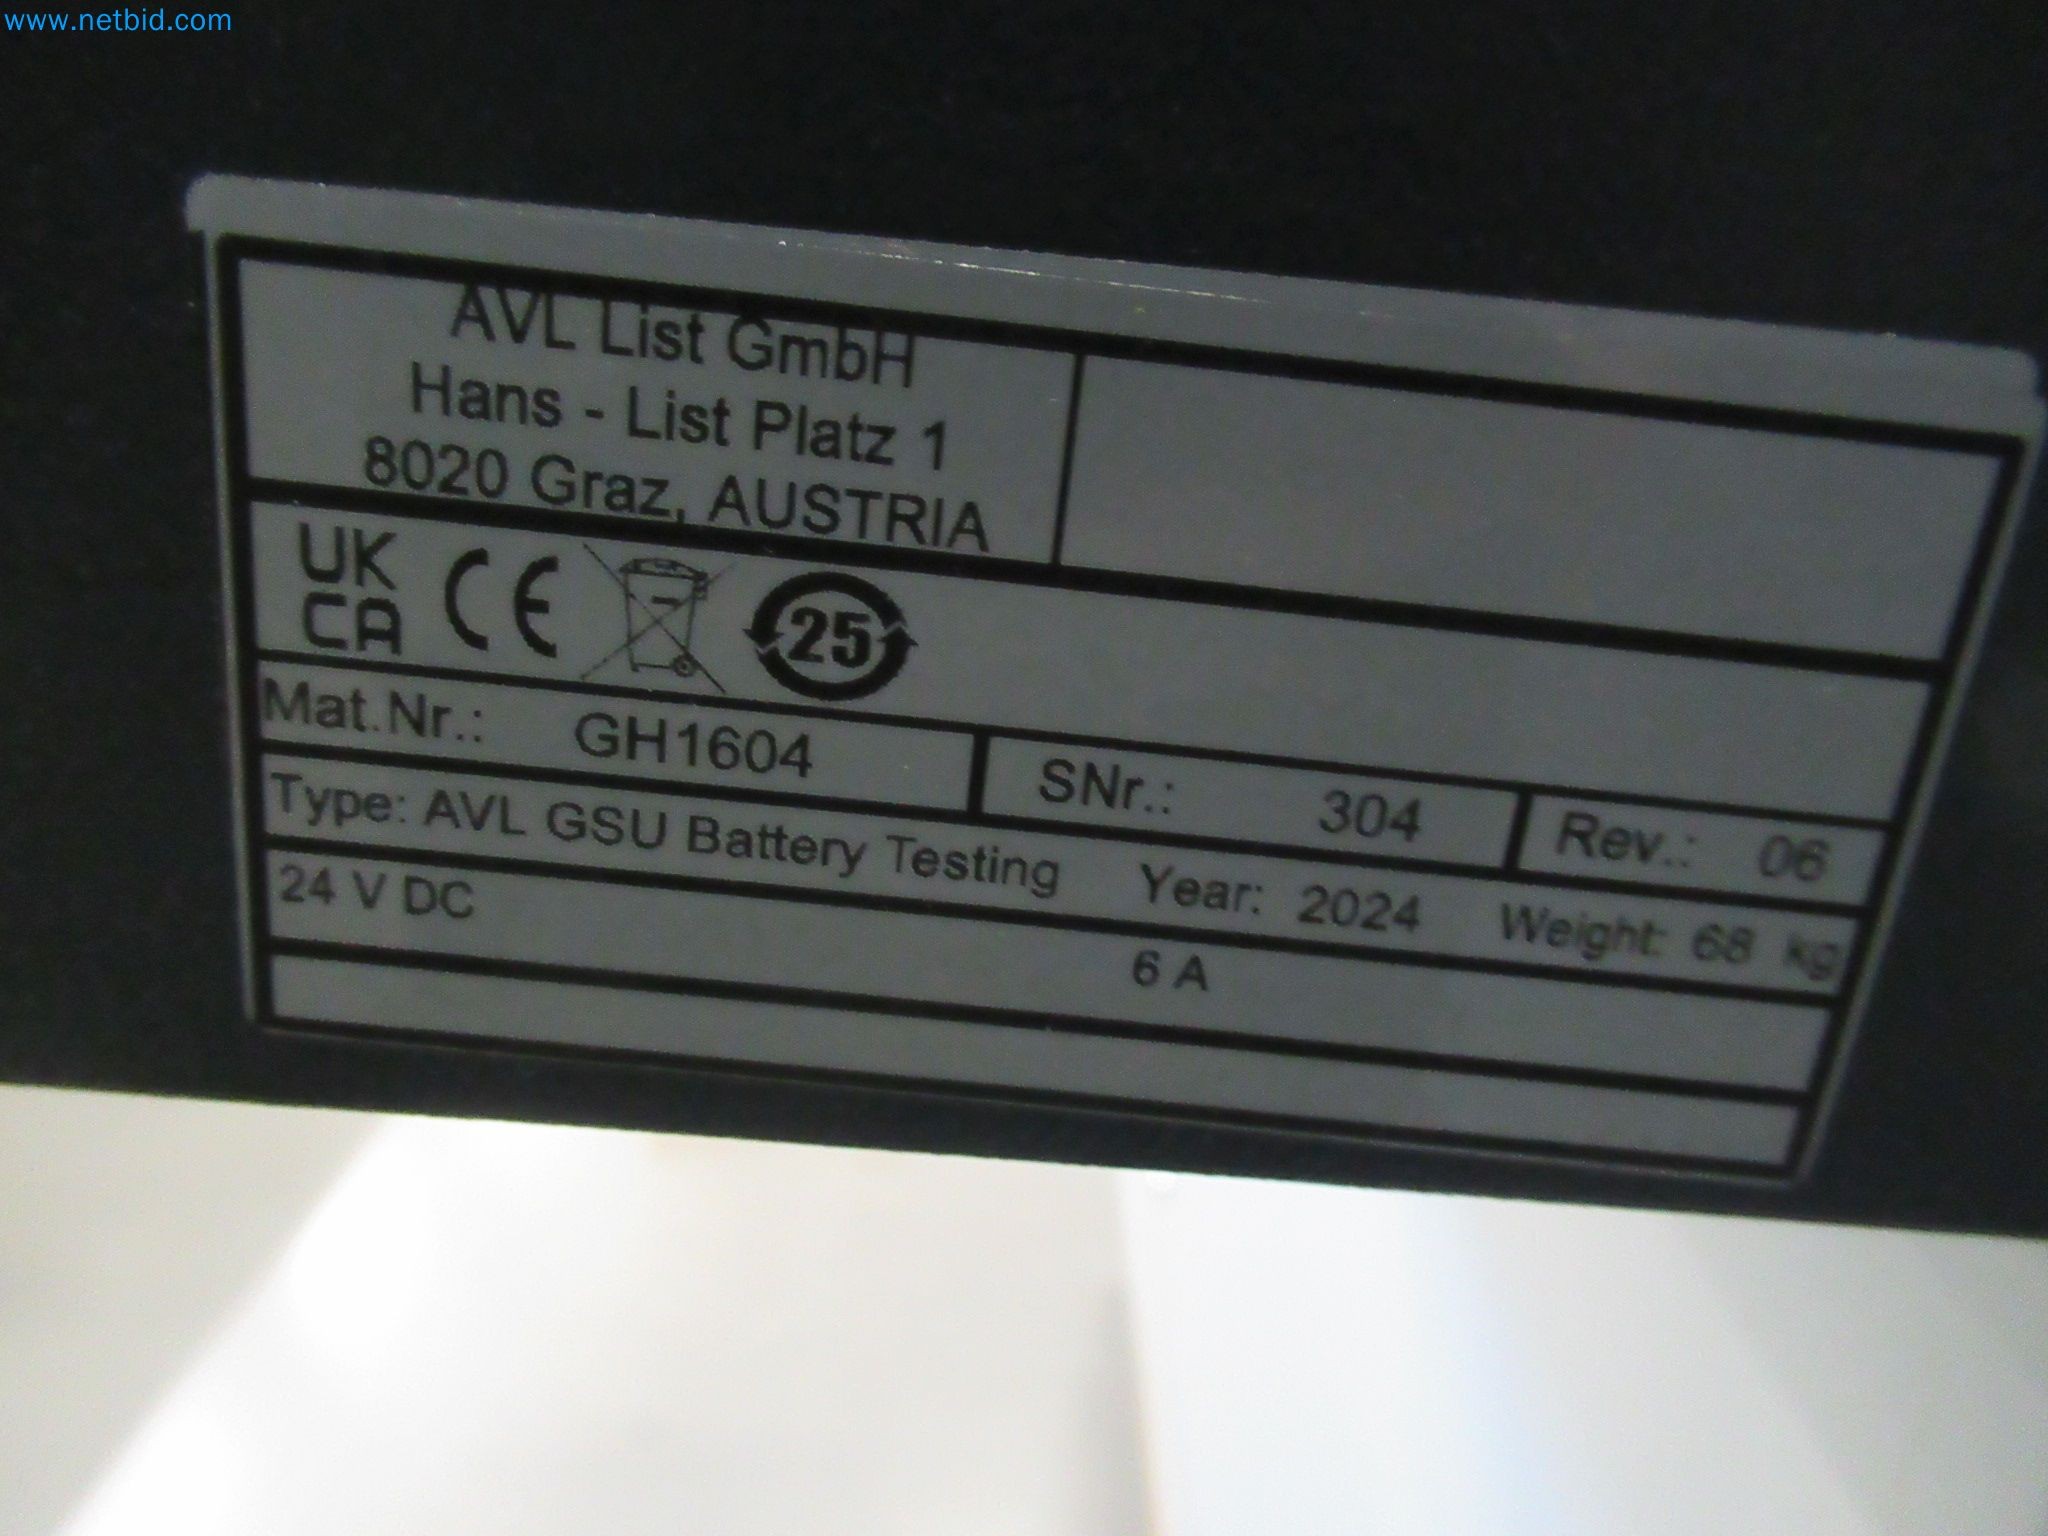 www.netbid.com
AVL List GmbH
Hans - List Platz 1
8020 Graz, AUSTRIA
UK
CA
CE
25
Mat.Nr.: GH1604 SNr.: 304 Rev.: 06
Type: AVL GSU Battery Testing Year: 2024 Weight: 68 kg
24 V DC 6 A